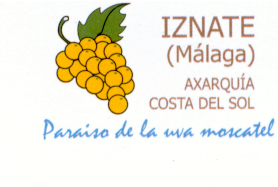 IZNATE
(Málaga)
AXARQUÍA
COSTA DEL SOL
Paraiso de la uva moscatel